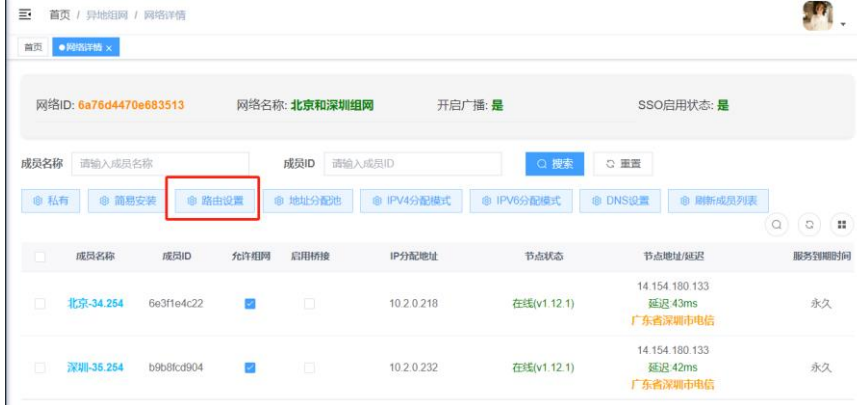 首页 / 异地组网 / 网络详情
首页 ●网络详情 ×
网络ID: 6a76d4470e683513 网络名称: 北京和深圳组网 开启广播: 是 SSO启用状态: 是
成员名称 请输入成员名称 成员ID 请输入成员ID 搜索 重置
私有 简易安装 路由设置 地址分配池 IPV4分配模式 IPV6分配模式 DNS设置 刷新成员列表
成员名称 成员ID 允许组网 启用桥接 IP分配地址 节点状态 节点地址/延迟 服务到期时间
14.154.180.133
北京-34.254 6e3f1e4c22 10.2.0.218 在线(v1.12.1) 延迟:43ms 永久
广东省深圳市电信
14.154.180.133
深圳-35.254 b9b8fcd904 10.2.0.232 在线(v1.12.1) 延迟:42ms 永久
广东省深圳市电信